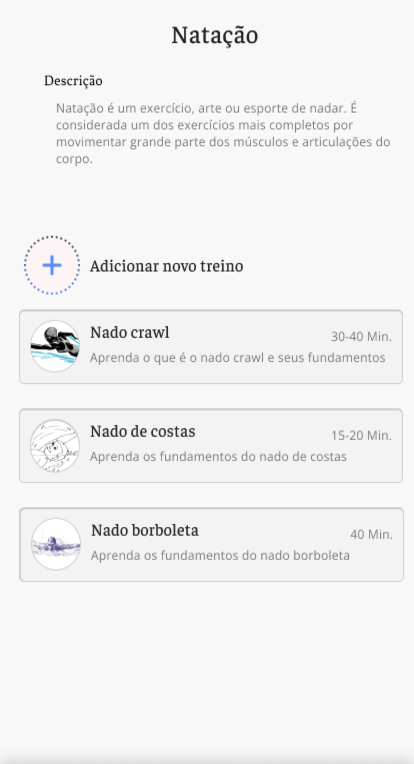 Natação
Descrição
Natação é um exercício, arte ou esporte de nadar. É
considerada um dos exercícios mais completos por
movimentar grande parte dos músculos e articulações do
corpo.
Adicionar novo treino
Nado crawl
30-40 Min.
Aprenda o que é o nado crawl e seus fundamentos
Nado de costas
15-20 Min.
Aprenda os fundamentos do nado de costas
Nado borboleta
40 Min.
Aprenda os fundamentos do nado borboleta